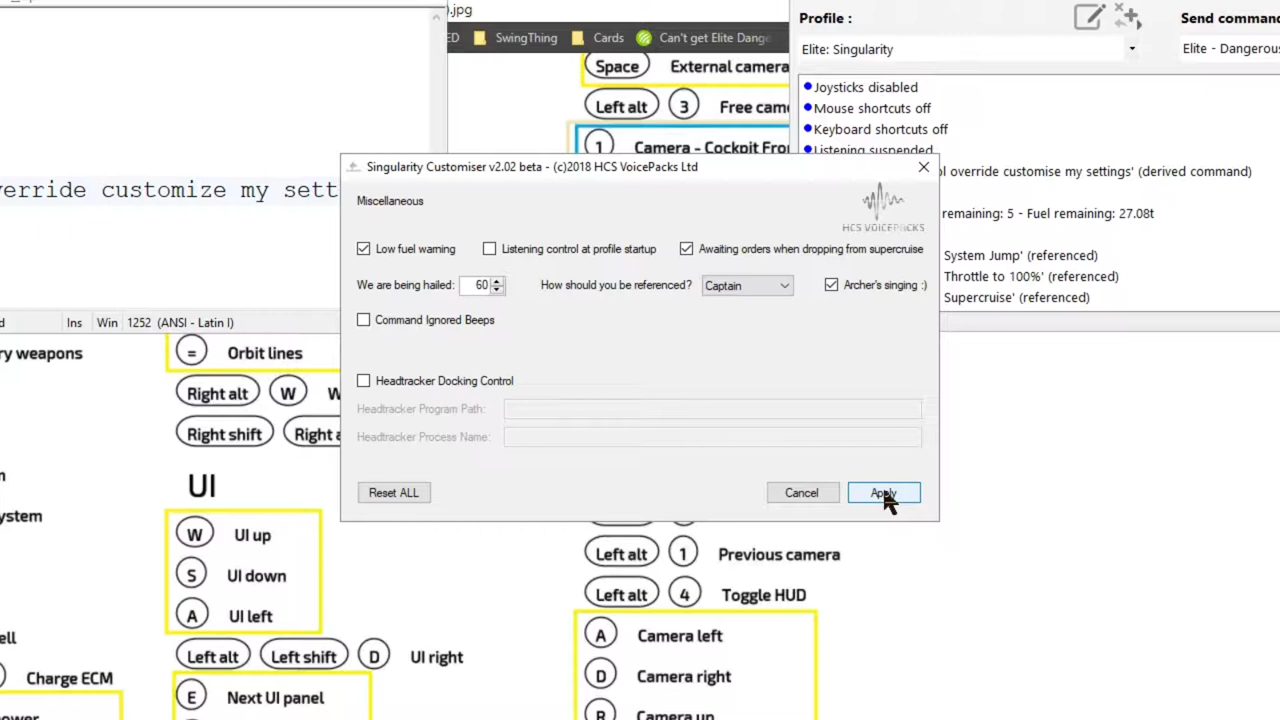 ).jpg
ED SwingThing Cards Can't get Elite Dange
Profile :
Send command
Elite: Singularity
Elite - Dangerous
Space External camera
Left alt 3 Free cam
1 Camera - Cockpit Fro
Joysticks disabled
Mouse shortcuts off
Keyboard shortcuts off
Listening suspended
ol override customise my settings' (derived command)
remaining: 5 - Fuel remaining: 27.08t
System Jump' (referenced)
Throttle to 100%' (referenced)
Supercruise' (referenced)
verride customize my sett
d Ins Win 1252 (ANSI - Latin I)
Singularity Customiser v2.02 beta - (c)2018 HCS VoicePacks Ltd
Miscellaneous
HCS VOICEPACKS
Low fuel warning Listening control at profile startup Awaiting orders when dropping from supercruise
We are being hailed: 60 How should you be referenced? Captain Archer's singing :)
Command Ignored Beeps
Headtracker Docking Control
Headtracker Program Path:
Headtracker Process Name:
Reset ALL Cancel Apply
ry weapons
ystem
ell
Charge ECM
ower
= Orbit lines
Right alt W W
Right shift Right a
UI
W UI up
S UI down
A UI left
Left alt Left shift D UI right
E Next UI panel
Left alt 1 Previous camera
Left alt 4 Toggle HUD
A Camera left
D Camera right
R Camera up